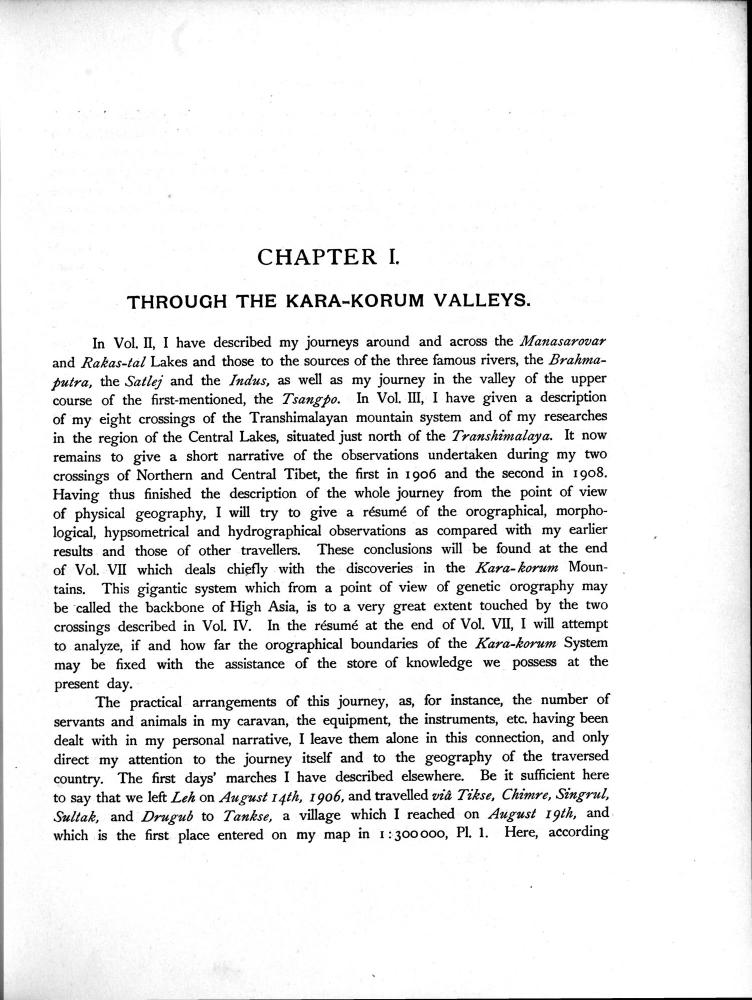 CHAPTER I.
THROUGH THE KARA-KORUM VALLEYS.
In Vol. II, I have described my journeys around and across the Manasarovar
and Rakas-tal Lakes and those to the sources of the three famous rivers, the Brahma-
putra, the Satlej and the Indus, as well as my journey in the valley of the upper
course of the first-mentioned, the Tsangpo. In Vol. III, I have given a description
of my eight crossings of the Transhimalayan mountain system and of my researches
in the region of the Central Lakes, situated just north of the Transhimalaya. It now
remains to give a short narrative of the observations undertaken during my two
crossings of Northern and Central Tibet, the first in 1906 and the second in 1908.
Having thus finished the description of the whole journey from the point of view
of physical geography, I will try to give a résumé of the orographical, morpho-
logical, hypsometrical and hydrographical observations as compared with my earlier
results and those of other travellers. These conclusions will be found at the end
of Vol. VII which deals chiefly with the discoveries in the Kara-korum Moun-
tains. This gigantic system which from a point of view of genetic orography may
be called the backbone of High Asia, is to a very great extent touched by the two
crossings described in Vol. IV. In the résumé at the end of Vol. VII, I will attempt
to analyze, if and how far the orographical boundaries of the Kara-korum System
may be fixed with the assistance of the store of knowledge we possess at the
present day.
The practical arrangements of this journey, as, for instance, the number of
servants and animals in my caravan, the equipment, the instruments, etc. having been
dealt with in my personal narrative, I leave them alone in this connection, and only
direct my attention to the journey itself and to the geography of the traversed
country. The first days' marches I have described elsewhere. Be it sufficient here
to say that we left Leh on August 14th, 1906, and travelled viâ Tikse, Chimre, Singrul,
Sultak, and Drugub to Tankse, a village which I reached on August 19th, and
which is the first place entered on my map in 1:300000, Pl. 1. Here, according